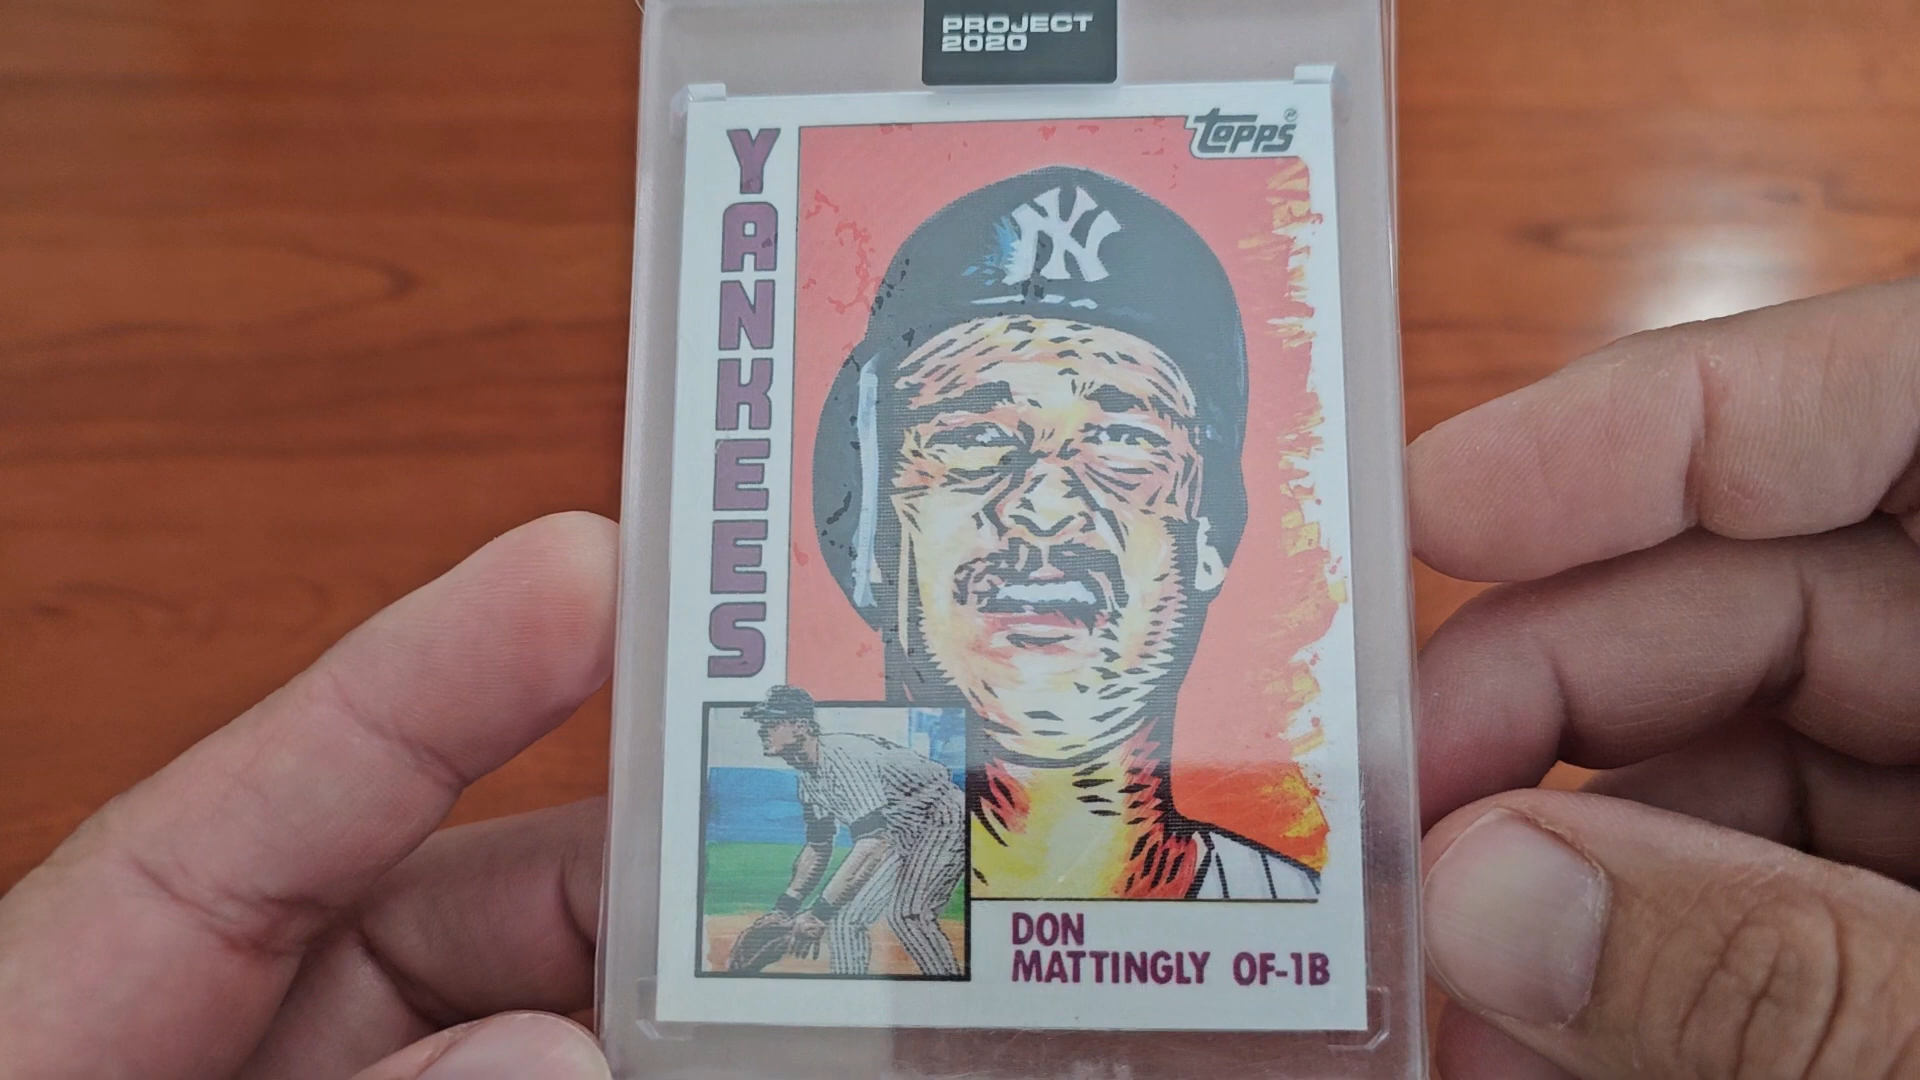 PROJECT
2020
YANKEES
TOPPS
NY
DON
MATTINGLY OF-1B